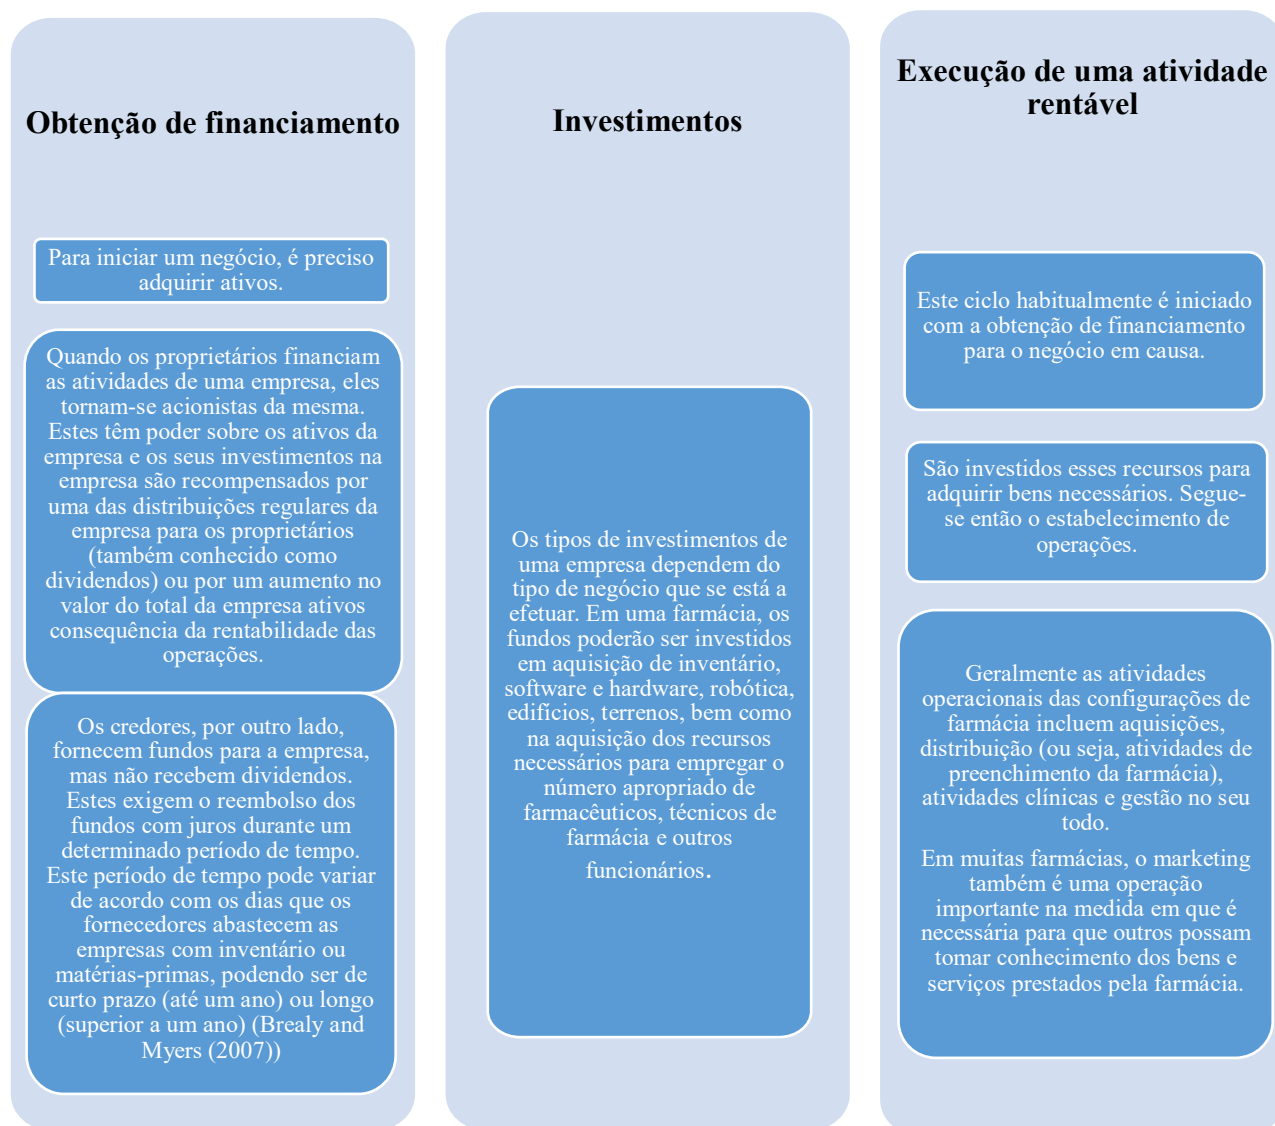 Obtenção de financiamento
Para iniciar um negócio, é preciso
adquirir ativos.
Quando os proprietários financiam
as atividades de uma empresa, eles
tornam-se acionistas da mesma.
Estes têm poder sobre os ativos da
empresa e os seus investimentos na
empresa são recompensados por
uma das distribuições regulares da
empresa para os proprietários
(também conhecido como
dividendos) ou por um aumento no
valor do total da empresa ativos
consequência da rentabilidade das
operações.
Os credores, por outro lado,
fornecem fundos para a empresa,
mas não recebem dividendos.
Estes exigem o reembolso dos
fundos com juros durante um
determinado período de tempo.
Este período de tempo pode variar
de acordo com os dias que os
fornecedores abastecem as
empresas com inventário ou
matérias-primas, podendo ser de
curto prazo (até um ano) ou longo
(superior a um ano) (Brealy and
Myers (2007))
Investimentos
Os tipos de investimentos de
uma empresa dependem do
tipo de negócio que se está a
efetuar. Em uma farmácia, os
fundos poderão ser investidos
em aquisição de inventário,
software e hardware, robótica,
edifícios, terrenos, bem como
na aquisição dos recursos
necessários para empregar o
número apropriado de
farmacêuticos, técnicos de
farmácia e outros
funcionários.
Execução de uma atividade
rentável
Este ciclo habitualmente é iniciado
com a obtenção de financiamento
para o negócio em causa.
São investidos esses recursos para
adquirir bens necessários. Segue-
se então o estabelecimento de
operações.
Geralmente as atividades
operacionais das configurações de
farmácia incluem aquisições,
distribuição (ou seja, atividades de
preenchimento da farmácia),
atividades clínicas e gestão no seu
todo.
Em muitas farmácias, o marketing
também é uma operação
importante na medida em que é
necessária para que outros possam
tomar conhecimento dos bens e
serviços prestados pela farmácia.